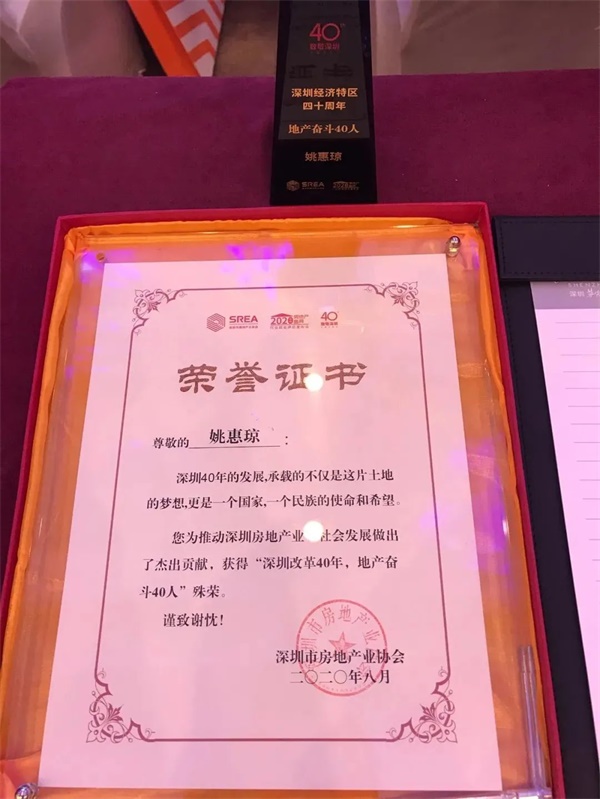 40
深圳经济特区
四十周年
地产奋斗40人
姚惠琼
SREA
SREA
2020
40
荣誉证书
尊敬的 姚惠琼 :
深圳40年的发展,承载的不仅是这片土地
的梦想,更是一个国家,一个民族的使命和希望。
您为推动深圳房地产业 社会发展做出
了杰出贡献，获得“深圳改革40年，地产奋
斗40人”殊荣。
谨致谢忱!
深圳市房地产业协会
二〇二〇年八月
深圳